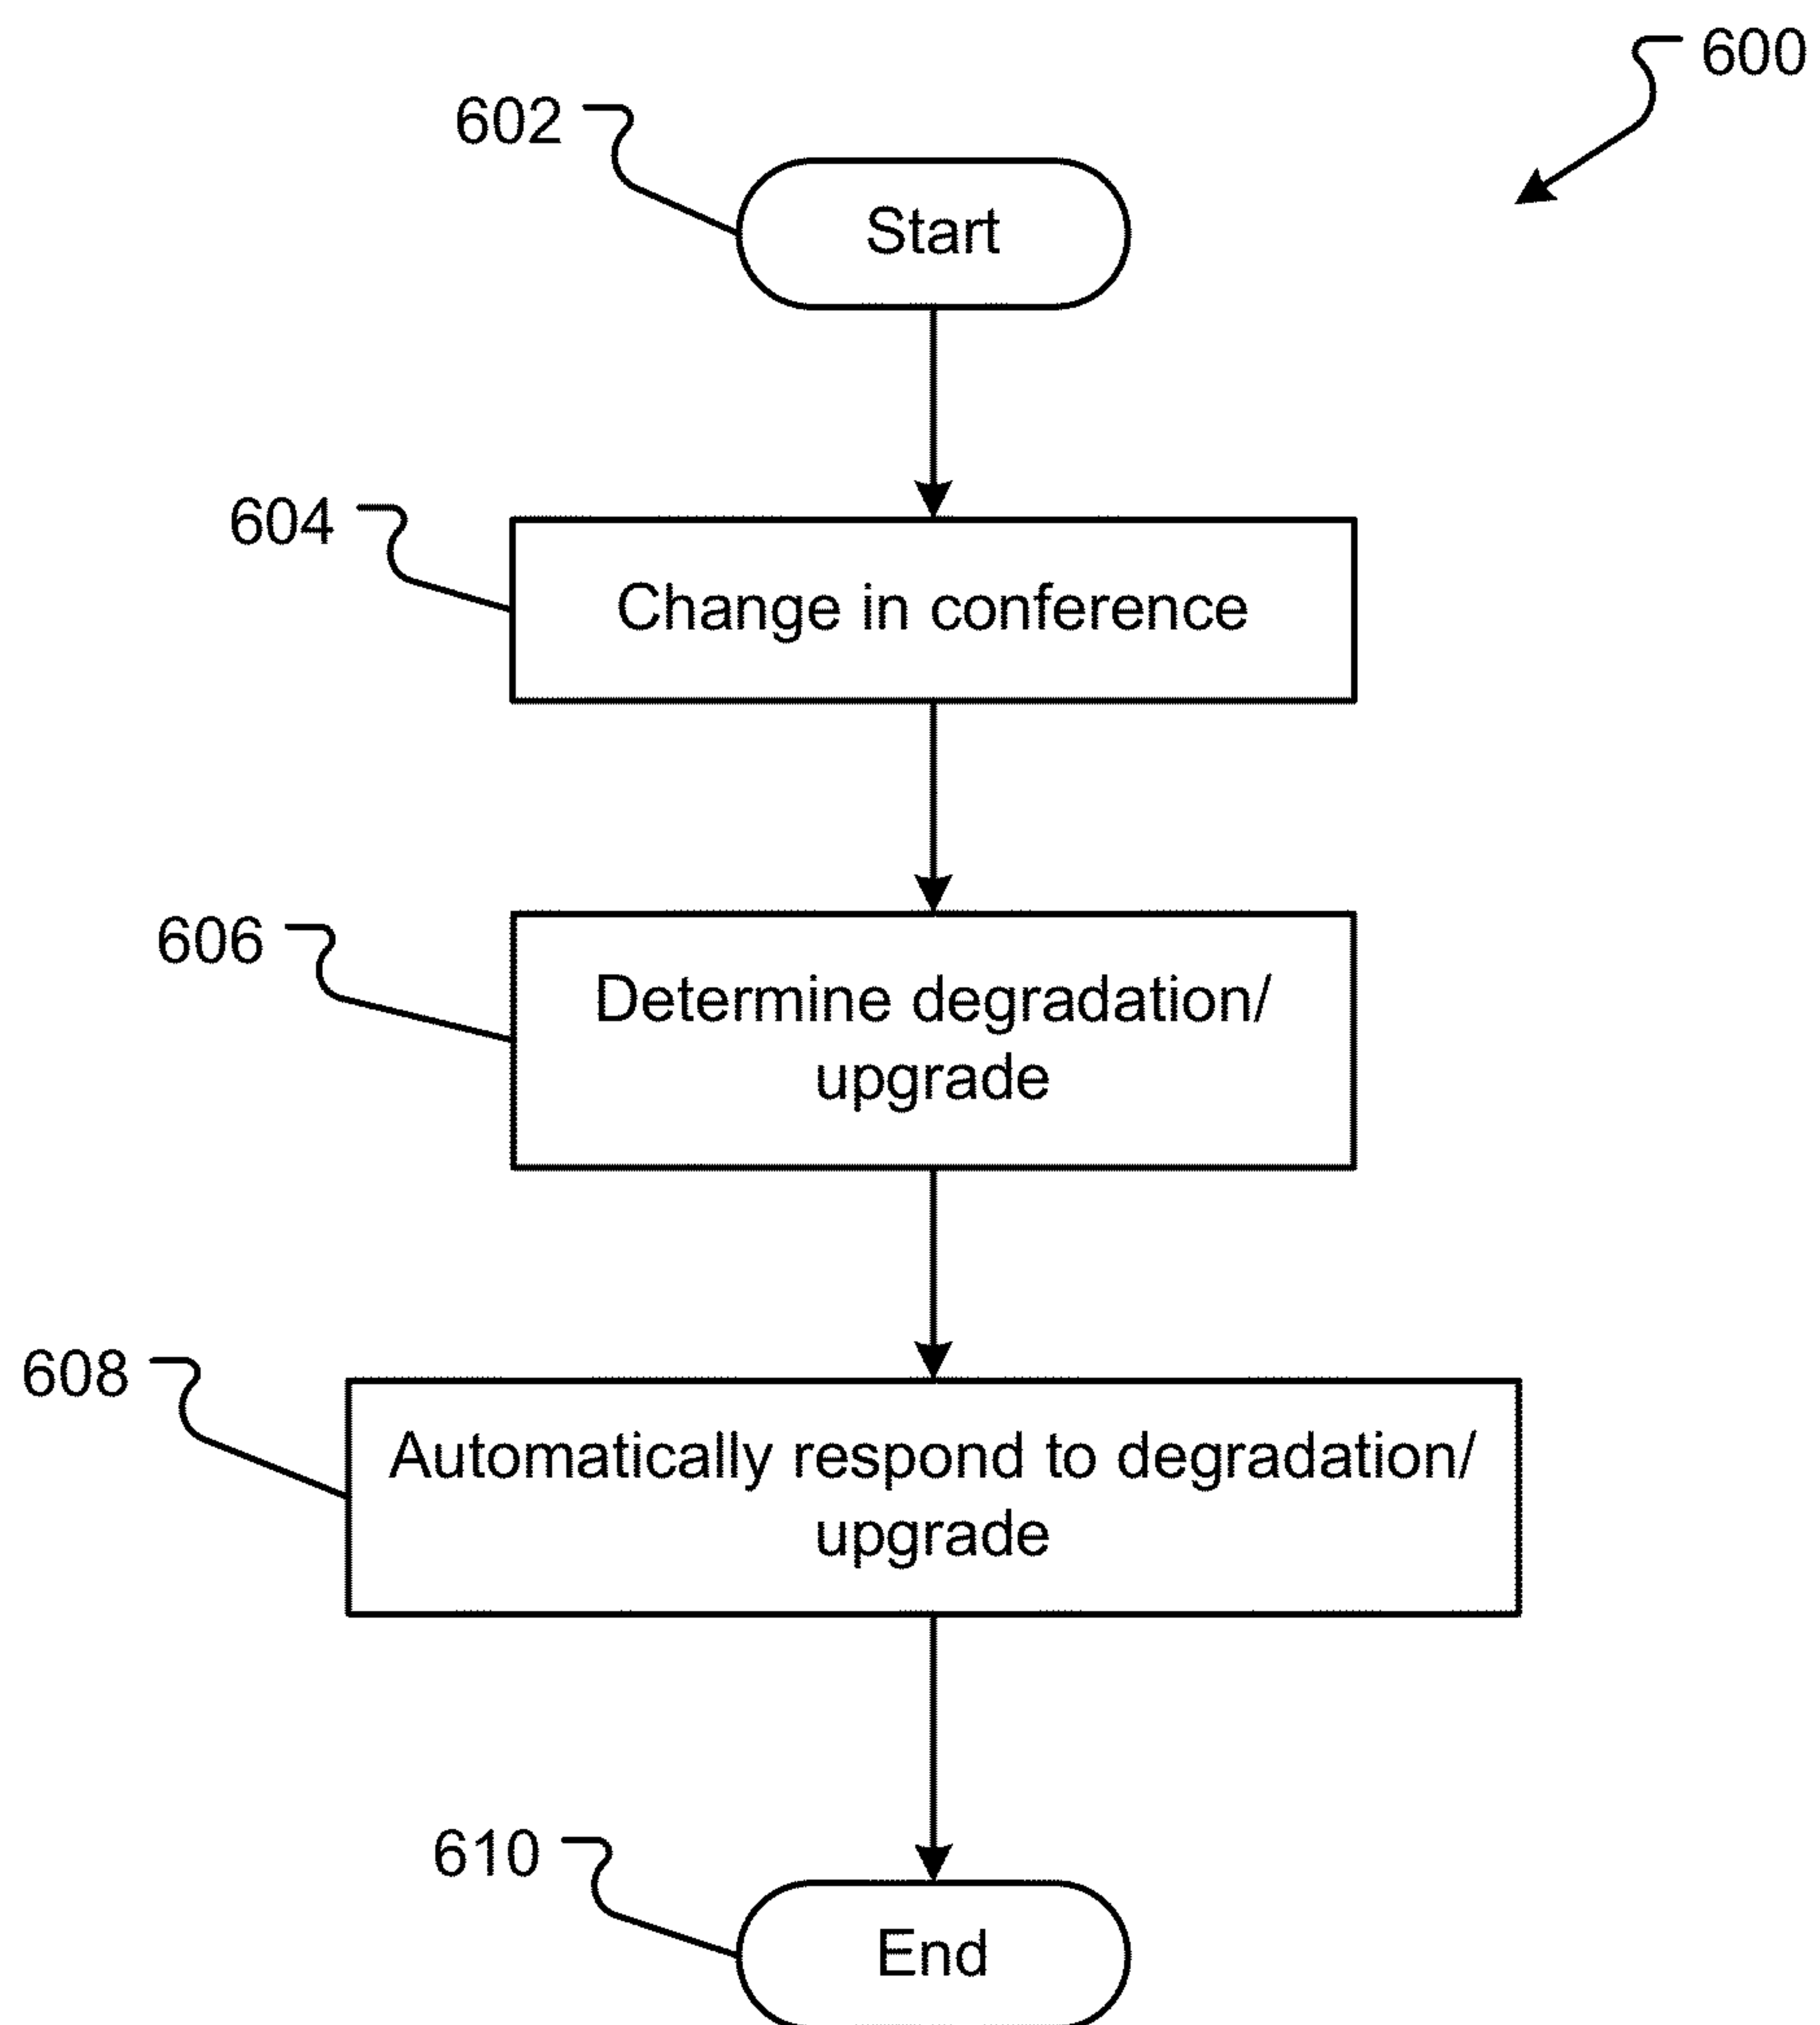 600
602
Start
604
Change in conference
606
Determine degradation/
upgrade
608
Automatically respond to degradation/
upgrade
610
End